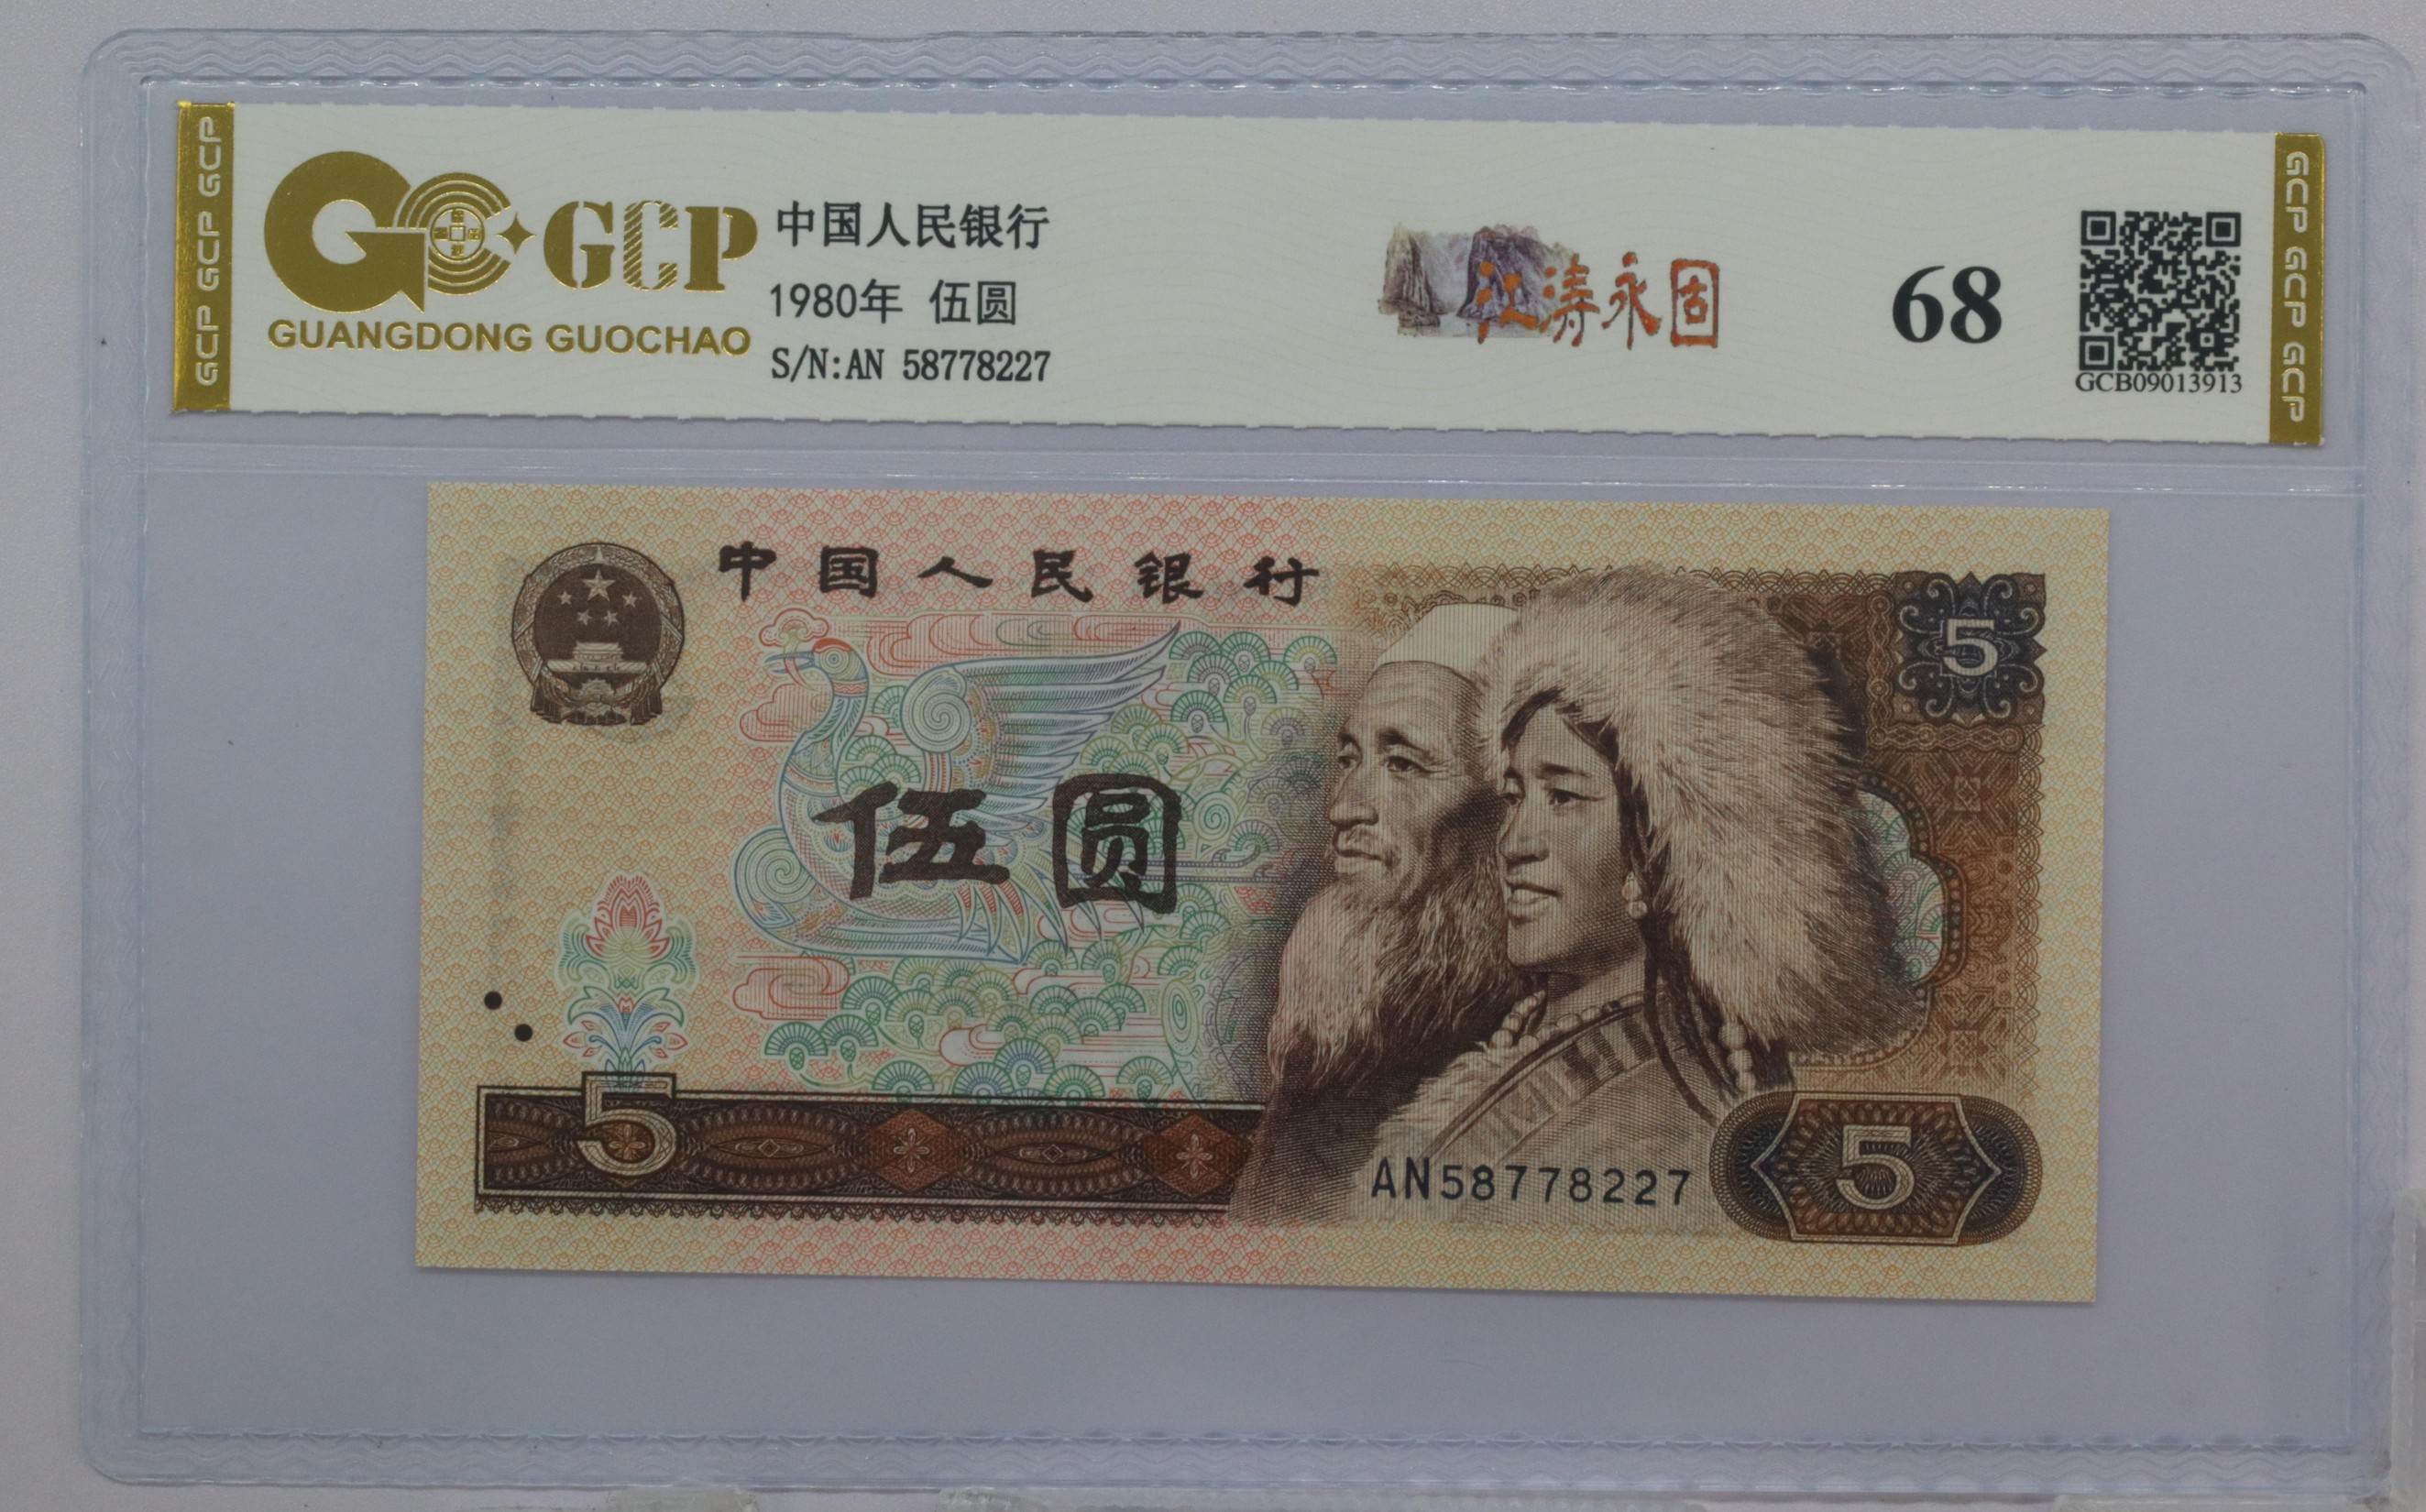 GCP GCP GCP
GCP
GUANGDONG GUOCHAO
中国人民银行
1980年 伍圆
S/N:AN 58778227
江涛永固
68
GCB09013913
GCP GCP GCP
中国人民银行
5
伍圆
5
AN58778227
5